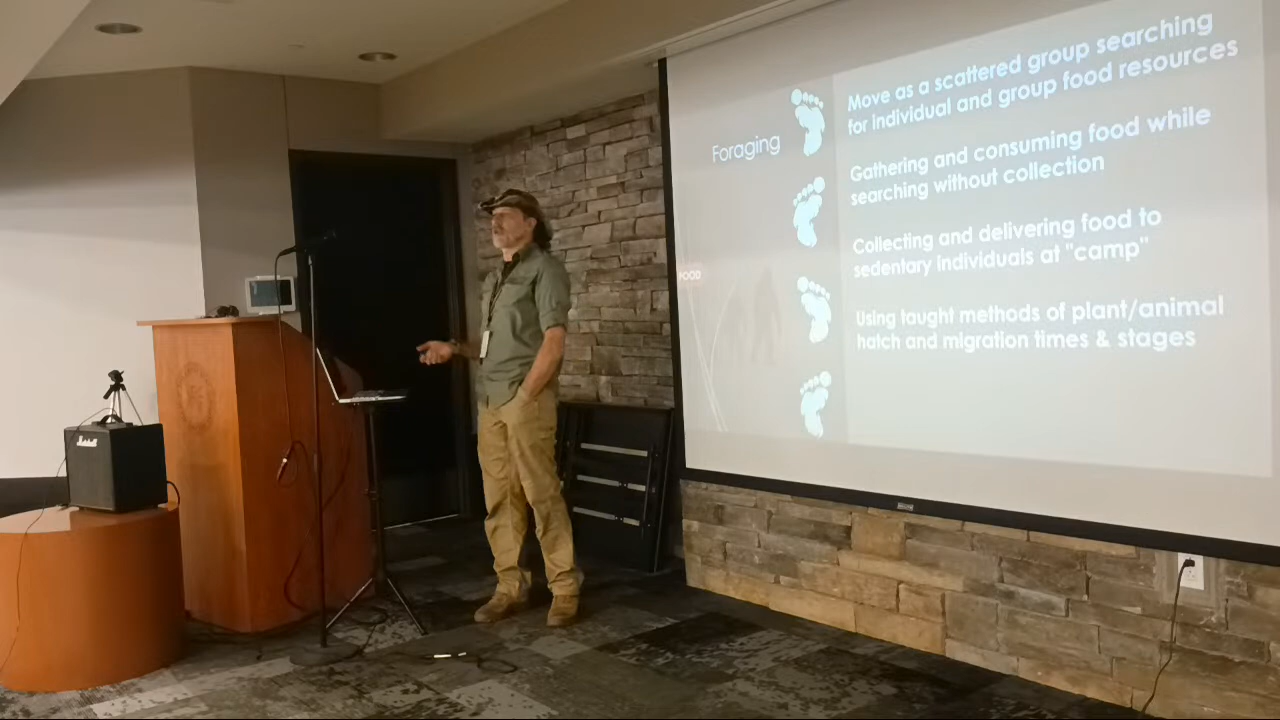 Foraging
Move as a scattered group searching
for individual and group food resources
Gathering and consuming food while
searching without collection
Collecting and delivering food to
sedentary individuals at "camp"
Using taught methods of plant/animal
hatch and migration times & stages
FOOD
Marshall